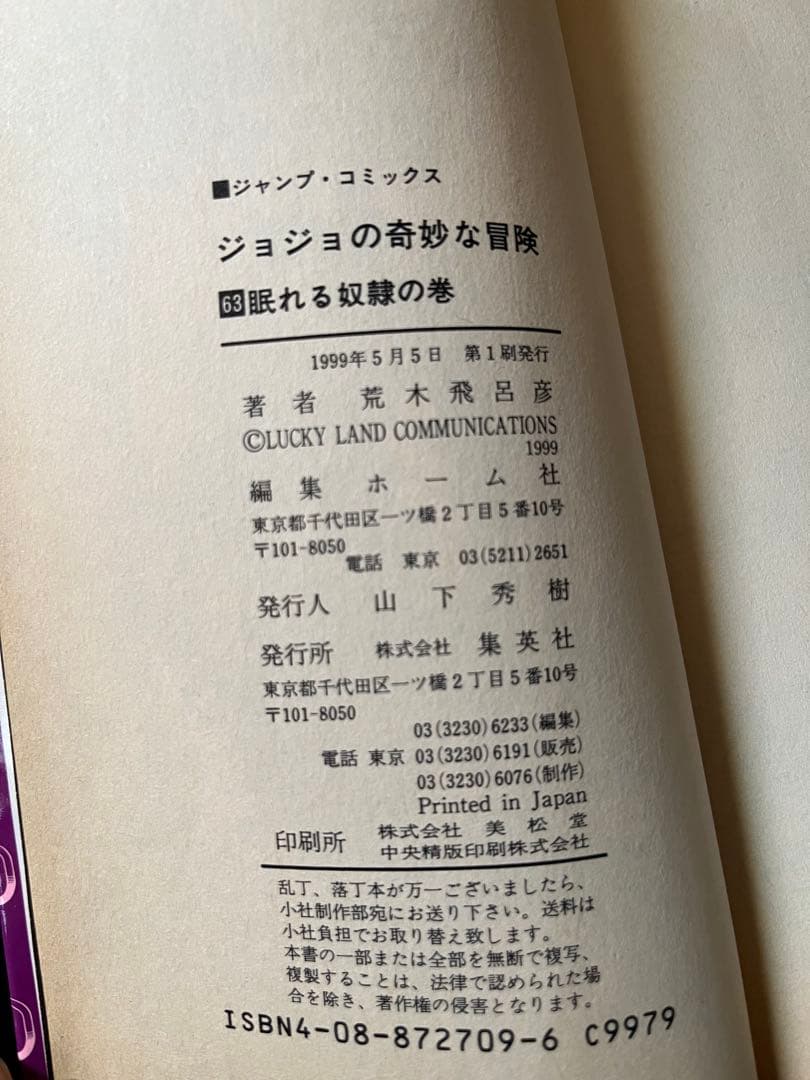 ■ジャンプ・コミックス
ジョジョの奇妙な冒険
63眠れる奴隷の巻
1999年5月5日 第1刷発行
著者 荒木飛呂彦
©LUCKY LAND COMMUNICATIONS
1999
編集 ホーム社
東京都千代田区一ツ橋2丁目5番10号
〒101-8050
電話 東京 03(5211)2651
発行人 山下秀樹
発行所 株式会社 集英社
東京都千代田区一ツ橋2丁目5番10号
〒101-8050
03(3230)6233(編集)
電話 東京 03(3230)6191(販売)
03(3230)6076(制作)
Printed in Japan
印刷所 株式会社 美松堂
中央精版印刷株式会社
乱丁、落丁本が万一ございましたら、
小社制作部宛にお送り下さい。送料は
小社負担でお取り替え致します。
本書の一部または全部を無断で複写、
複製することは、法律で認められた場
合を除き、著作権の侵害となります。
ISBN4-08-872709-6 C9979